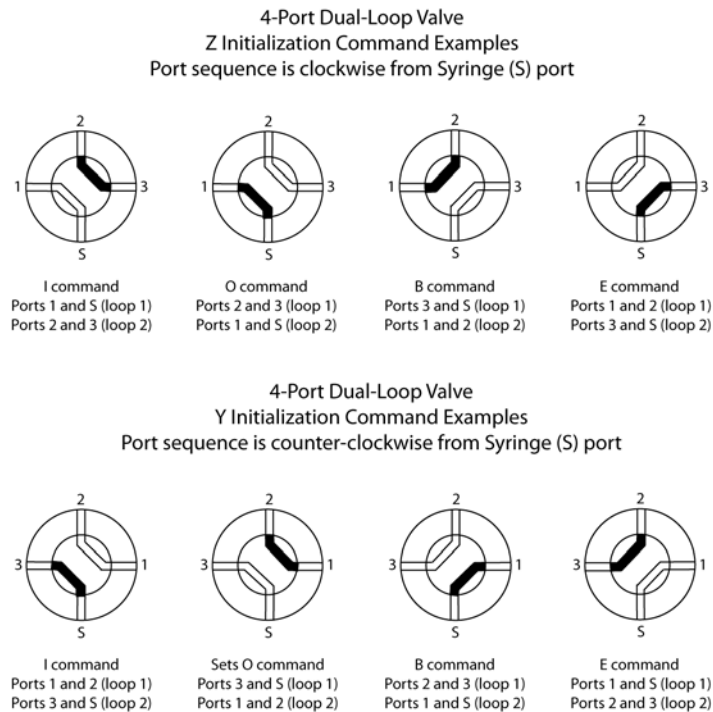 4-Port Dual-Loop Valve
Z Initialization Command Examples
Port sequence is clockwise from Syringe (S) port
2
1
3
S
2
1
3
S
2
1
3
S
2
1
3
S
I command
Ports 1 and S (loop 1)
Ports 2 and 3 (loop 2)
O command
Ports 2 and 3 (loop 1)
Ports 1 and S (loop 2)
B command
Ports 3 and S (loop 1)
Ports 1 and 2 (loop 2)
E command
Ports 1 and 2 (loop 1)
Ports 3 and S (loop 2)
4-Port Dual-Loop Valve
Y Initialization Command Examples
Port sequence is counter-clockwise from Syringe (S) port
2
3
1
S
2
3
1
S
2
3
1
S
2
3
1
S
I command
Ports 1 and 2 (loop 1)
Ports 3 and S (loop 2)
Sets O command
Ports 3 and S (loop 1)
Ports 1 and 2 (loop 2)
B command
Ports 2 and 3 (loop 1)
Ports 1 and S (loop 2)
E command
Ports 1 and S (loop 1)
Ports 2 and 3 (loop 2)